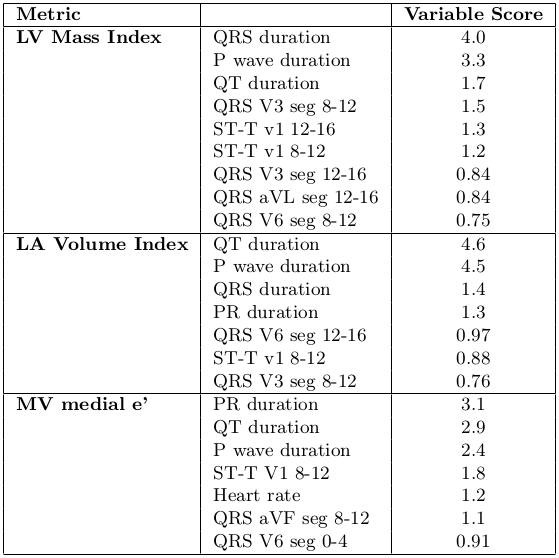 Metric Variable Score
LV Mass Index QRS duration 4.0
P wave duration 3.3
QT duration 1.7
QRS V3 seg 8-12 1.5
ST-T v1 12-16 1.3
ST-T v1 8-12 1.2
QRS V3 seg 12-16 0.84
QRS aVL seg 12-16 0.84
QRS V6 seg 8-12 0.75
LA Volume Index QT duration 4.6
P wave duration 4.5
QRS duration 1.4
PR duration 1.3
QRS V6 seg 12-16 0.97
ST-T v1 8-12 0.88
QRS V3 seg 8-12 0.76
MV medial e’ PR duration 3.1
QT duration 2.9
P wave duration 2.4
ST-T V1 8-12 1.8
Heart rate 1.2
QRS aVF seg 8-12 1.1
QRS V6 seg 0-4 0.91